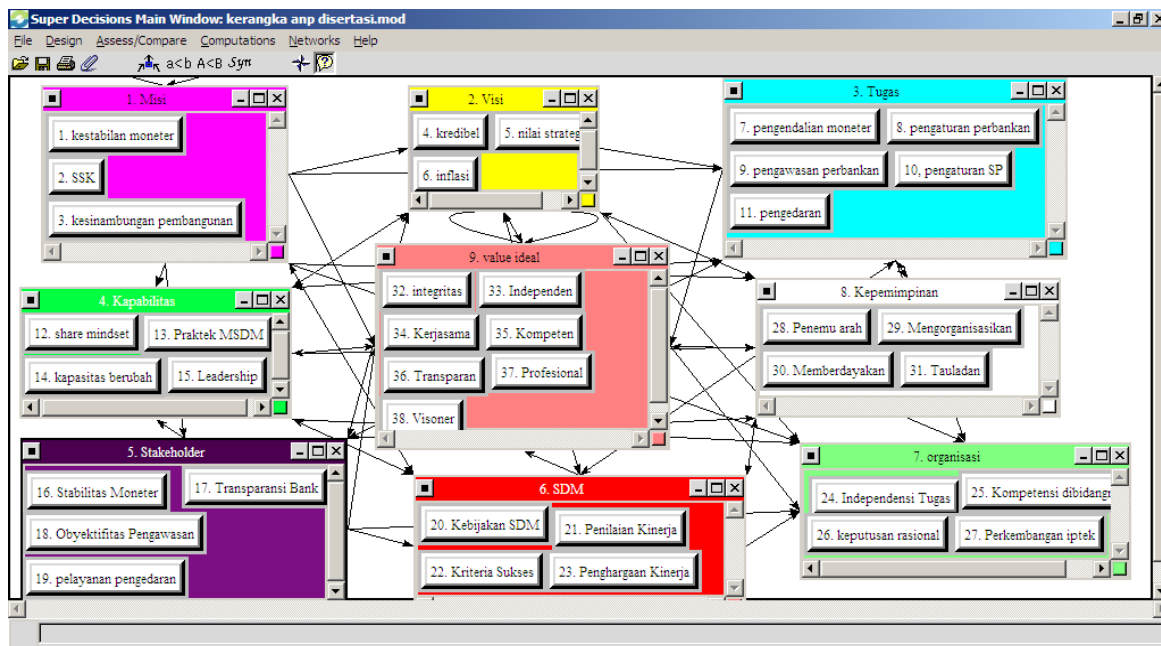 Super Decisions Main Window: kerangka anp disertasi.mod
File Design Assess/Compare Computations Networks Help
a<b A<B Syn
1. Misi
1. kestabilan moneter
2. SSK
3. kesinambungan pembangunan
2. Visi
4. kredibel 5. nilai strateg
6. inflasi
3. Tugas
7. pengendalian moneter 8. pengaturan perbankan
9. pengawasan perbankan 10, pengaturan SP
11. pengedaran
9. value ideal
32. integritas 33. Independen
34. Kerjasama 35. Kompeten
36. Transparan 37. Profesional
38. Visoner
4. Kapabilitas
12. share mindset 13. Praktek MSDM
14. kapasitas berubah 15. Leadership
8. Kepemimpinan
28. Penemu arah 29. Mengorganisasikan
30. Memberdayakan 31. Tauladan
5. Stakeholder
16. Stabilitas Moneter 17. Transparansi Bank
18. Obyektifitas Pengawasan
19. pelayanan pengedaran
6. SDM
20. Kebijakan SDM 21. Penilaian Kinerja
22. Kriteria Sukses 23. Penghargaan Kinerja
7. organisasi
24. Independensi Tugas 25. Kompetensi dibidangn
26. keputusan rasional 27. Perkembangan iptek